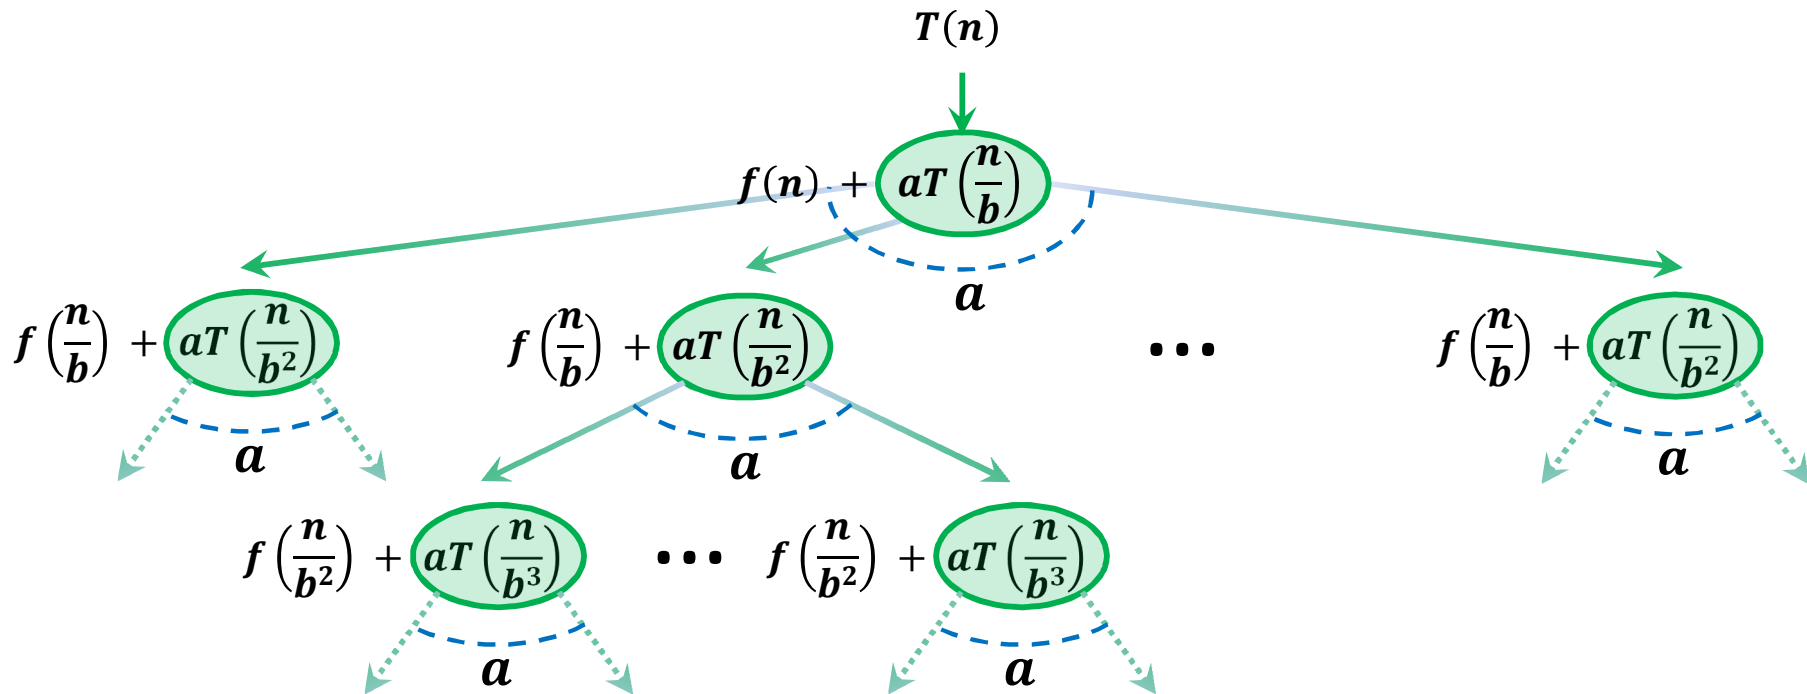 T(n)
f(n) + aT(n/b)
a
f(n/b) + aT(n/b²) f(n/b) + aT(n/b²) ••• f(n/b) + aT(n/b²)
a a a
f(n/b²) + aT(n/b³) ••• f(n/b²) + aT(n/b³)
a a